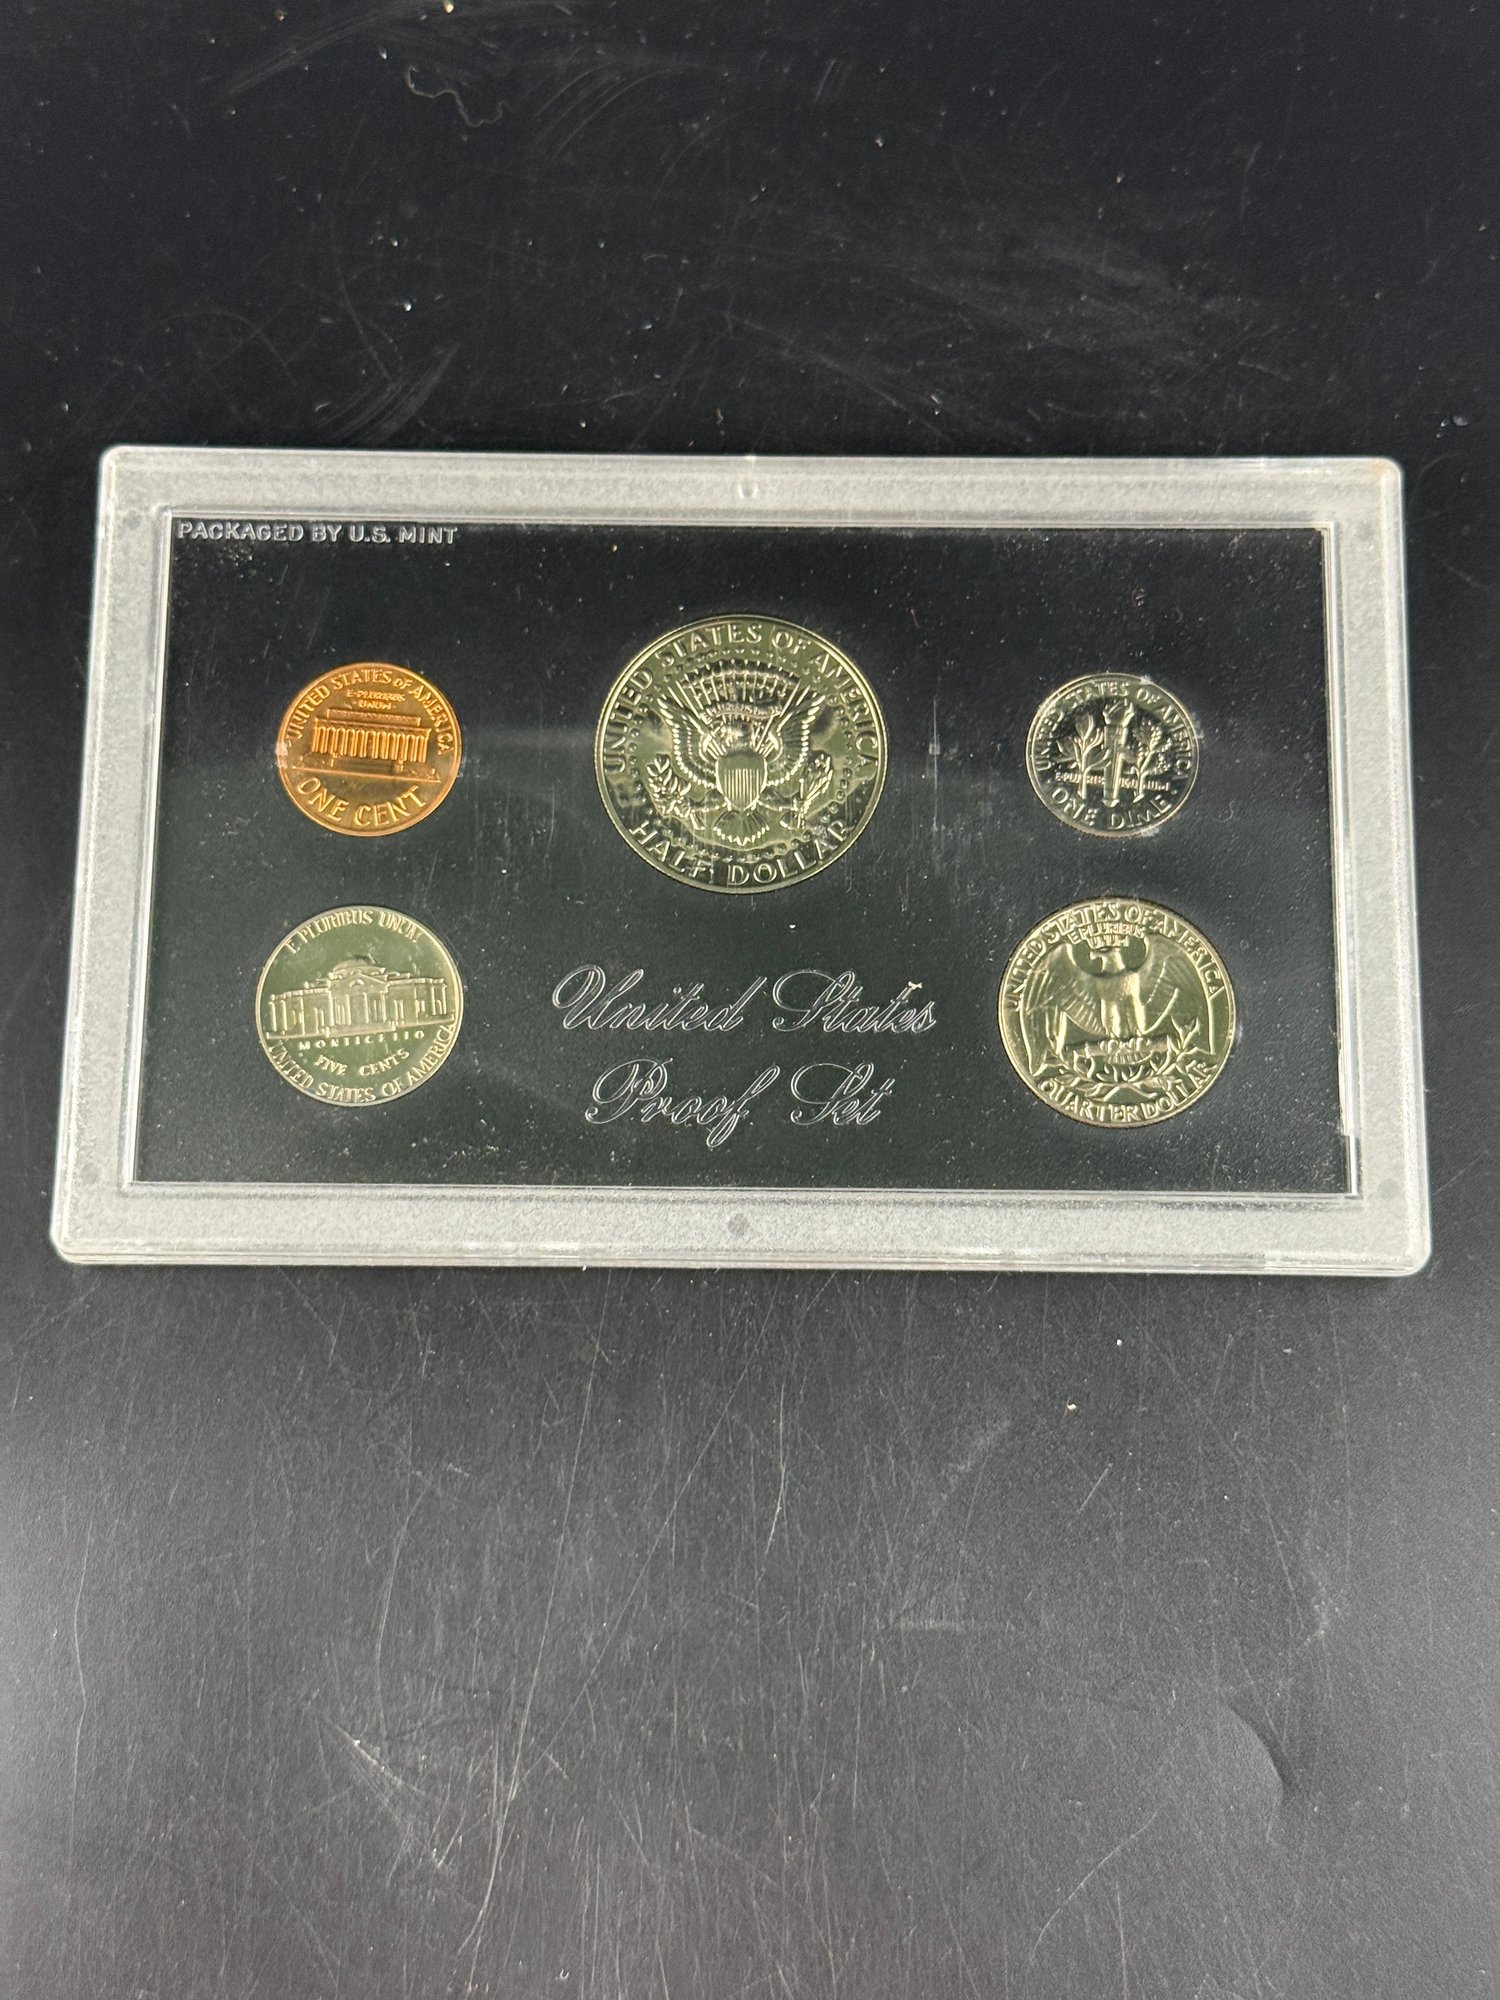 PACKAGED BY U.S. MINT
UNITED STATES OF AMERICA
E·PLURIBUS
·UNUM·
ONE CENT
UNITED STATES OF AMERICA
HALF DOLLAR
UNITED STATES OF AMERICA
E PLURIBUS UNUM
ONE DIME
E PLURIBUS UNUM
MONTICELLO
FIVE CENTS
UNITED STATES OF AMERICA
United States
Proof Set
UNITED STATES OF AMERICA
E PLURIBUS
UNUM
QUARTER DOLLAR